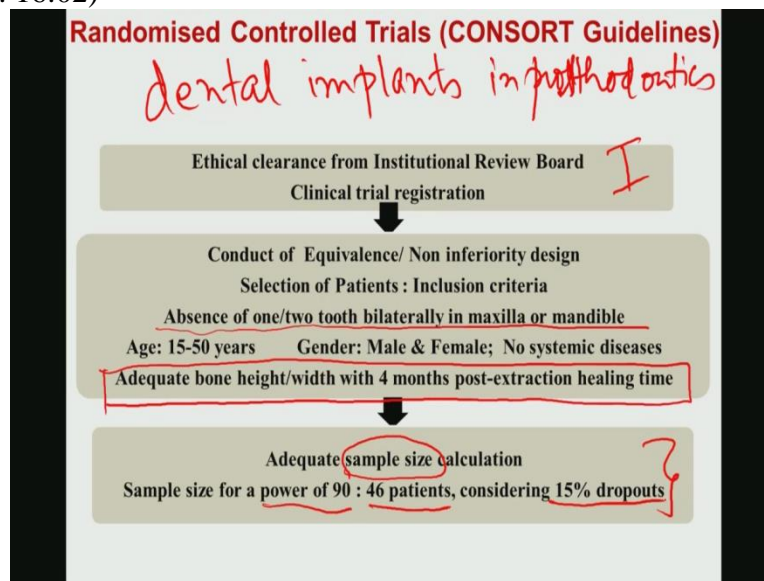 : 18:02)
Randomised Controlled Trials (CONSORT Guidelines)
dental implants in prosthodontics
Ethical clearance from Institutional Review Board
I
Clinical trial registration
Conduct of Equivalence/ Non inferiority design
Selection of Patients : Inclusion criteria
Absence of one/two tooth bilaterally in maxilla or mandible
Age: 15-50 years Gender: Male & Female; No systemic diseases
Adequate bone height/width with 4 months post-extraction healing time
Adequate sample size calculation
Sample size for a power of 90 : 46 patients, considering 15% dropouts